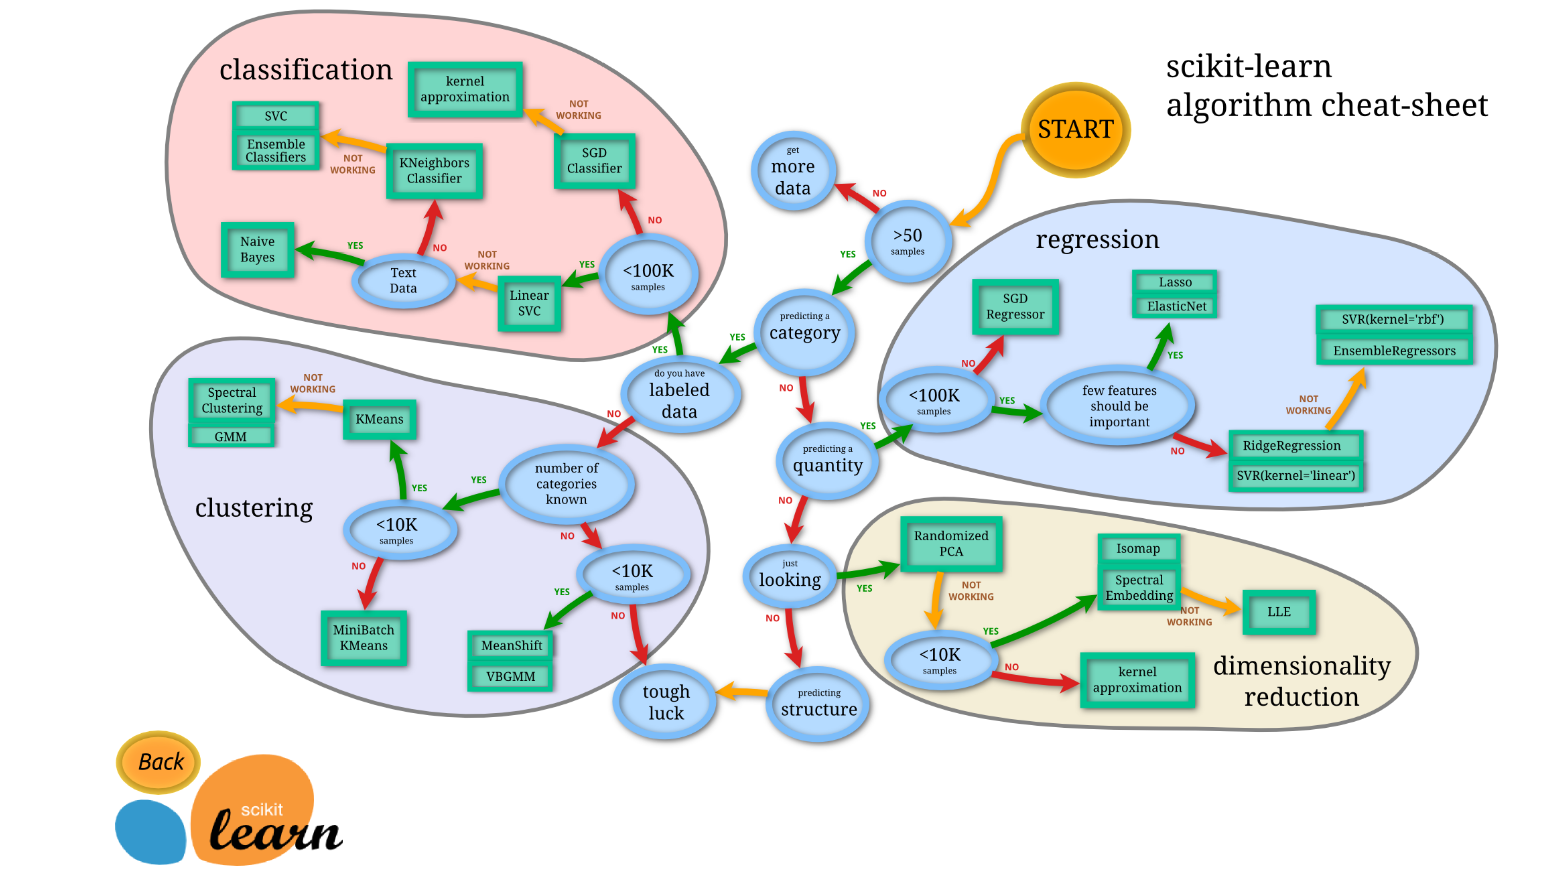 scikit-learn
algorithm cheat-sheet
START
get
more
data
NO
>50
samples
YES
predicting a
category
YES
NO
do you have
labeled
data
YES
NO
predicting a
quantity
YES
NO
just
looking
YES
NO
predicting
structure
tough
luck
classification
kernel
approximation
NOT
WORKING
SGD
Classifier
NO
<100K
samples
YES
Linear
SVC
NOT
WORKING
Text
Data
YES
NO
Naive
Bayes
KNeighbors
Classifier
NOT
WORKING
SVC
Ensemble
Classifiers
regression
<100K
samples
NO
SGD
Regressor
YES
few features
should be
important
YES
Lasso
ElasticNet
NO
RidgeRegression
SVR(kernel='linear')
NOT
WORKING
SVR(kernel='rbf')
EnsembleRegressors
clustering
number of
categories
known
YES
NO
<10K
samples
YES
NO
KMeans
NOT
WORKING
Spectral
Clustering
GMM
MiniBatch
KMeans
<10K
samples
YES
NO
MeanShift
VBGMM
dimensionality
reduction
Randomized
PCA
NOT
WORKING
<10K
samples
YES
NO
Isomap
Spectral
Embedding
NOT
WORKING
LLE
kernel
approximation
Back
scikit
learn